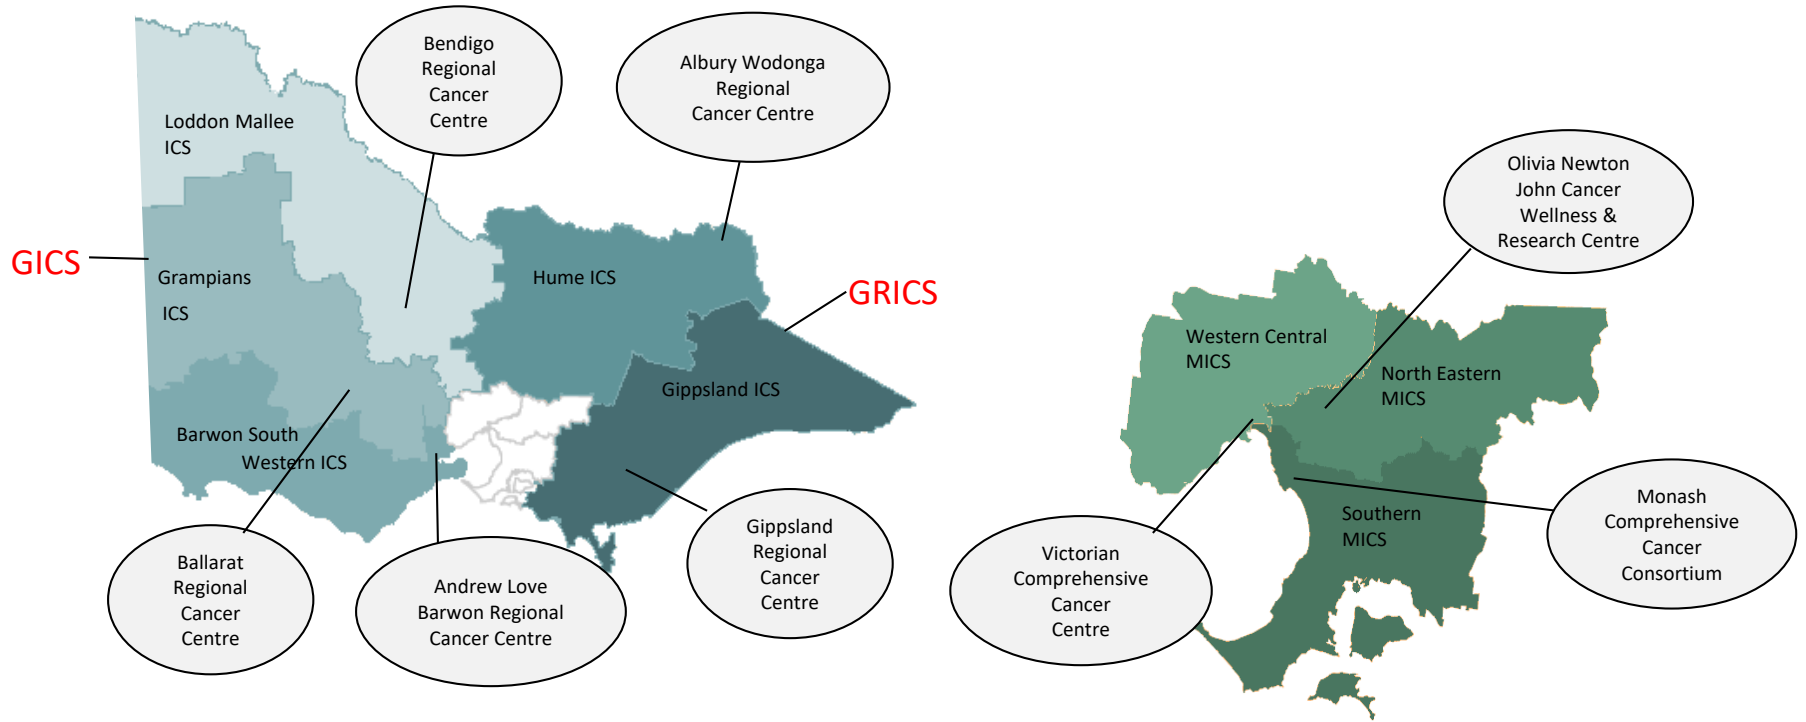 Bendigo
Regional
Cancer
Centre
Albury Wodonga
Regional
Cancer Centre
Loddon Mallee
ICS
GICS
Grampians
ICS
Hume ICS
GRICS
Gippsland ICS
Barwon South
Western ICS
Ballarat
Regional
Cancer
Centre
Andrew Love
Barwon Regional
Cancer Centre
Gippsland
Regional
Cancer
Centre
Olivia Newton
John Cancer
Wellness &
Research Centre
Western Central
MICS
North Eastern
MICS
Southern
MICS
Victorian
Comprehensive
Cancer
Centre
Monash
Comprehensive
Cancer
Consortium